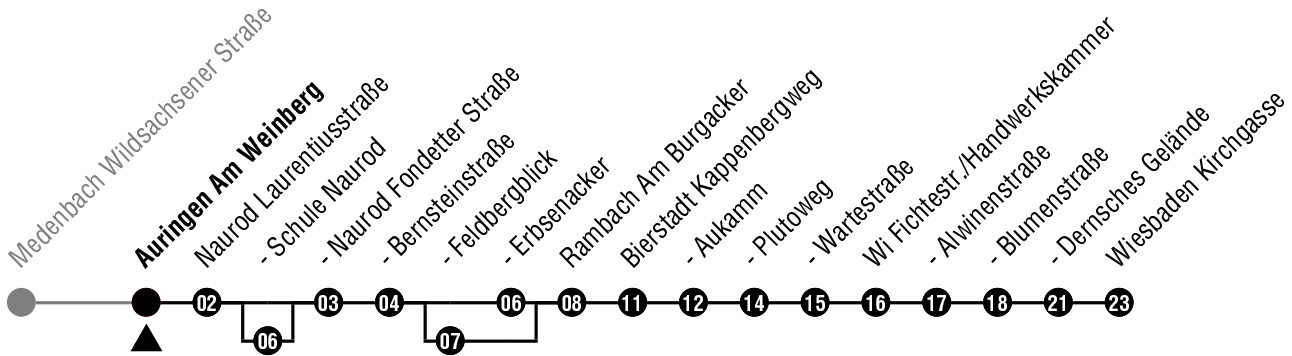 Medenbach Wildsachsener Straße
Auringen Am Weinberg
Naurod Laurentiusstraße
- Schule Naurod
- Naurod Fondetter Straße
- Bernsteinstraße
- Feldbergblick
- Erbsenacker
Rambach Am Burgacker
Bierstadt Kappenbergweg
- Aukamm
- Plutoweg
- Wartestraße
Wi Fichtestr./Handwerkskammer
- Alwinenstraße
- Blumenstraße
- Dernsches Gelände
Wiesbaden Kirchgasse
02 03 04 06 08 11 12 14 15 16 17 18 21 23
06 07